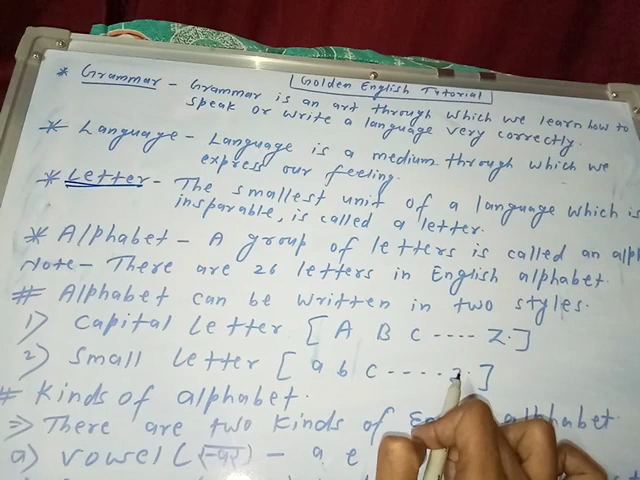 Golden English Tutorial
* Grammar - Grammar is an art through which we learn how to
speak or write a language very correctly.
* Language - Language is a medium through which we
express our feeling.
* Letter - The smallest unit of a language which is
insparable, is called a letter.
* Alphabet - A group of letters is called an alph
Note - There are 26 letters in English alphabet.
# Alphabet can be written in two styles.
1) Capital Letter [ A B C ---- Z.]
2) Small Letter [ a b c ------ ]
# Kinds of alphabet.
⇒ There are two kinds of alphabet.
a) Vowel ( - a e